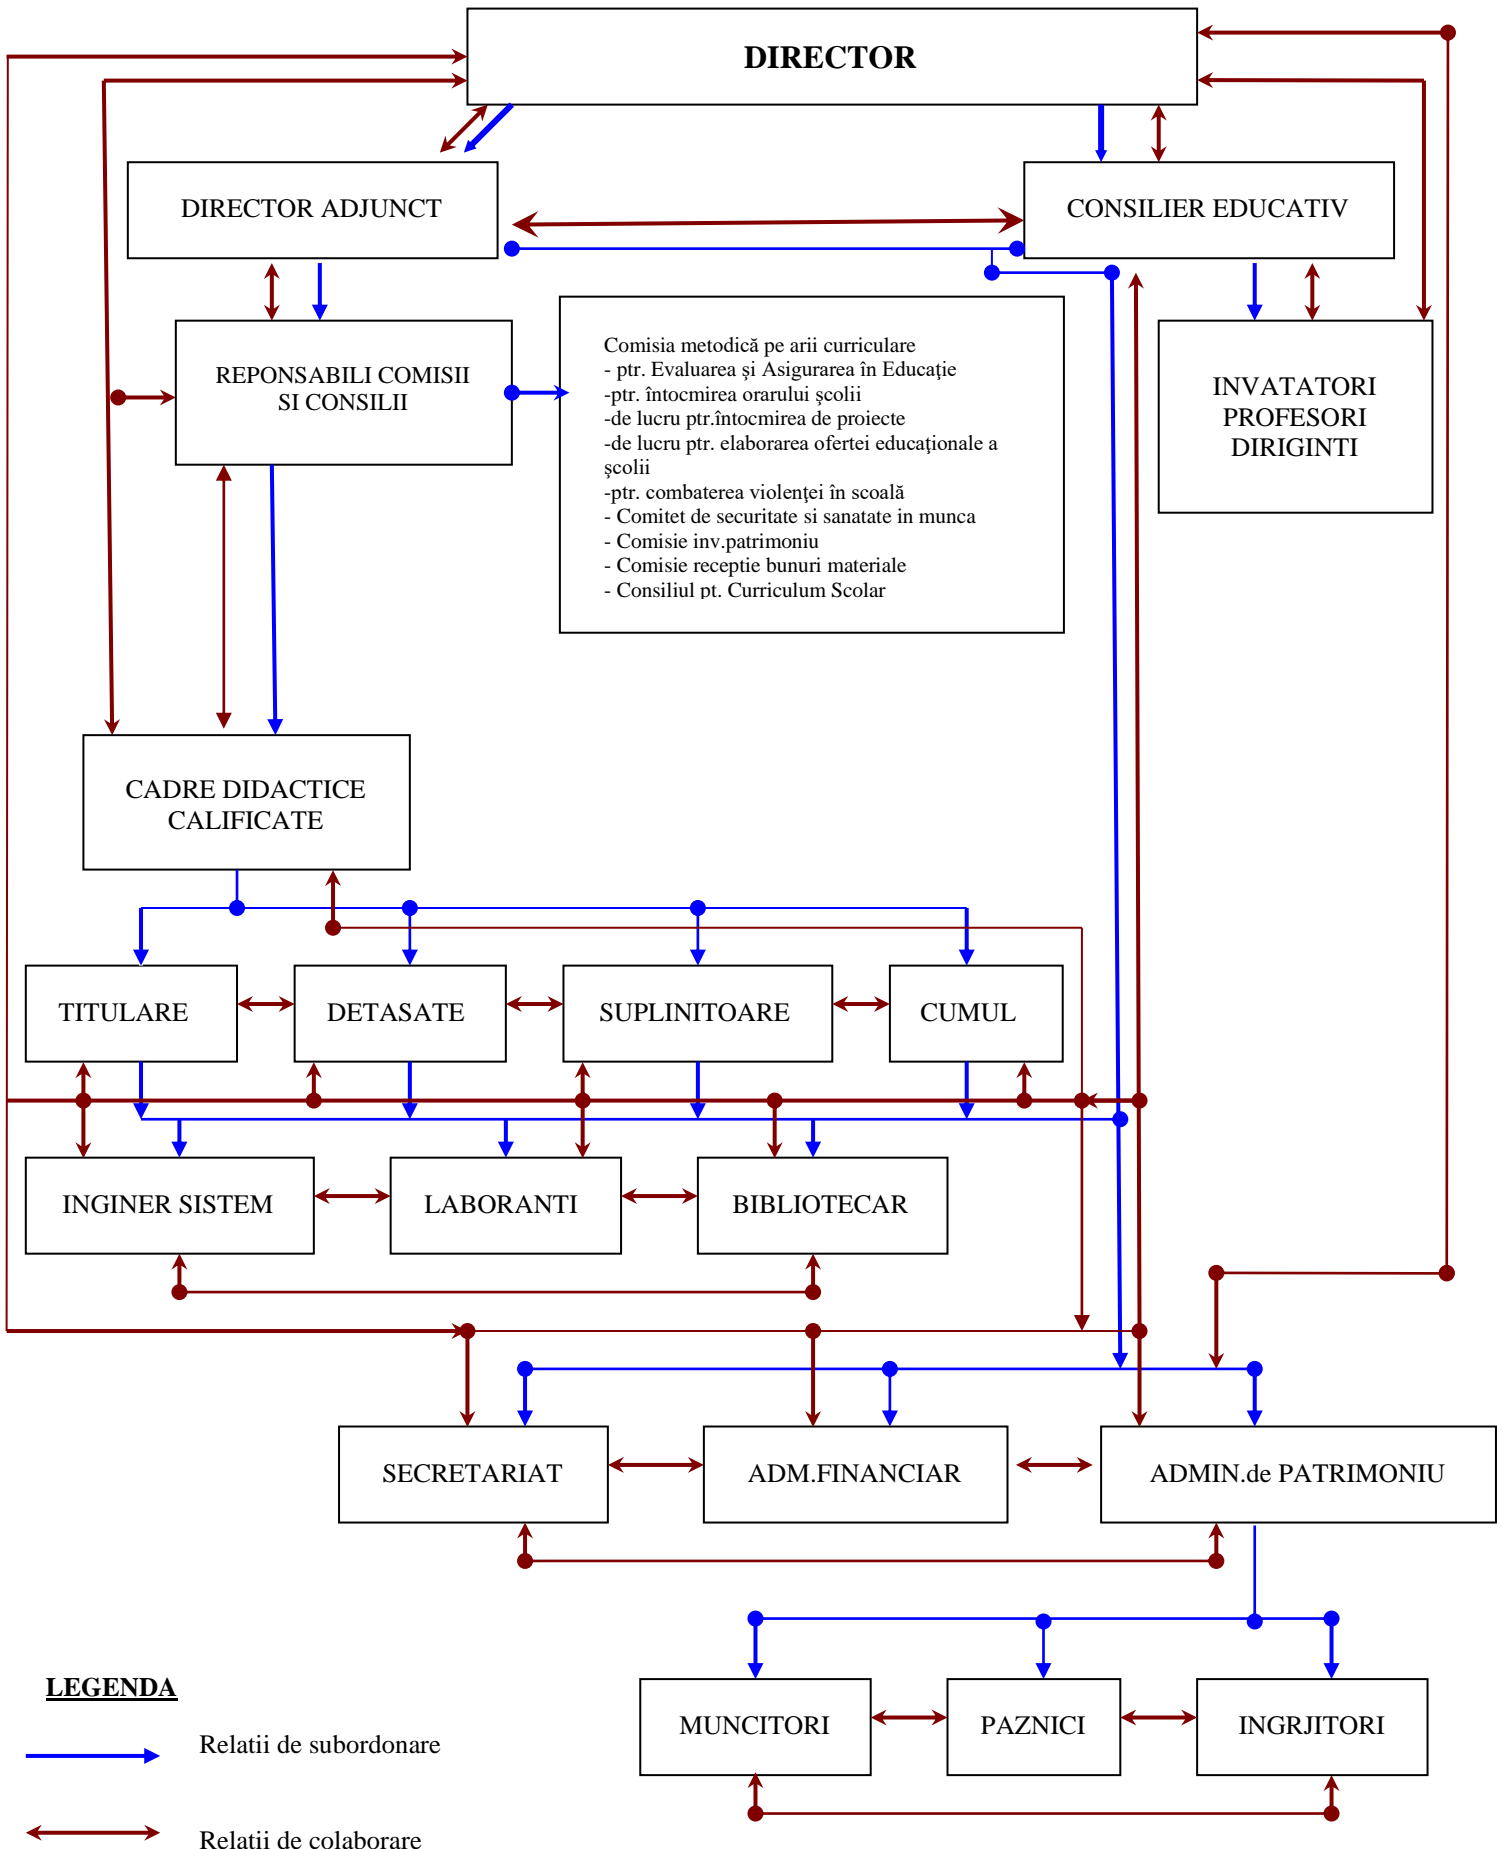 DIRECTOR
DIRECTOR ADJUNCT
CONSILIER EDUCATIV
REPONSABILI COMISII
SI CONSILII
Comisia metodică pe arii curriculare
- ptr. Evaluarea şi Asigurarea în Educaţie
-ptr. întocmirea orarului şcolii
-de lucru ptr.întocmirea de proiecte
-de lucru ptr. elaborarea ofertei educaţionale a
şcolii
-ptr. combaterea violenţei în scoală
- Comitet de securitate si sanatate in munca
- Comisie inv.patrimoniu
- Comisie receptie bunuri materiale
- Consiliul pt. Curriculum Scolar
INVATATORI
PROFESORI
DIRIGINTI
CADRE DIDACTICE
CALIFICATE
TITULARE
DETASATE
SUPLINITOARE
CUMUL
INGINER SISTEM
LABORANTI
BIBLIOTECAR
SECRETARIAT
ADM.FINANCIAR
ADMIN.de PATRIMONIU
MUNCITORI
PAZNICI
INGRJITORI
LEGENDA
Relatii de subordonare
Relatii de colaborare